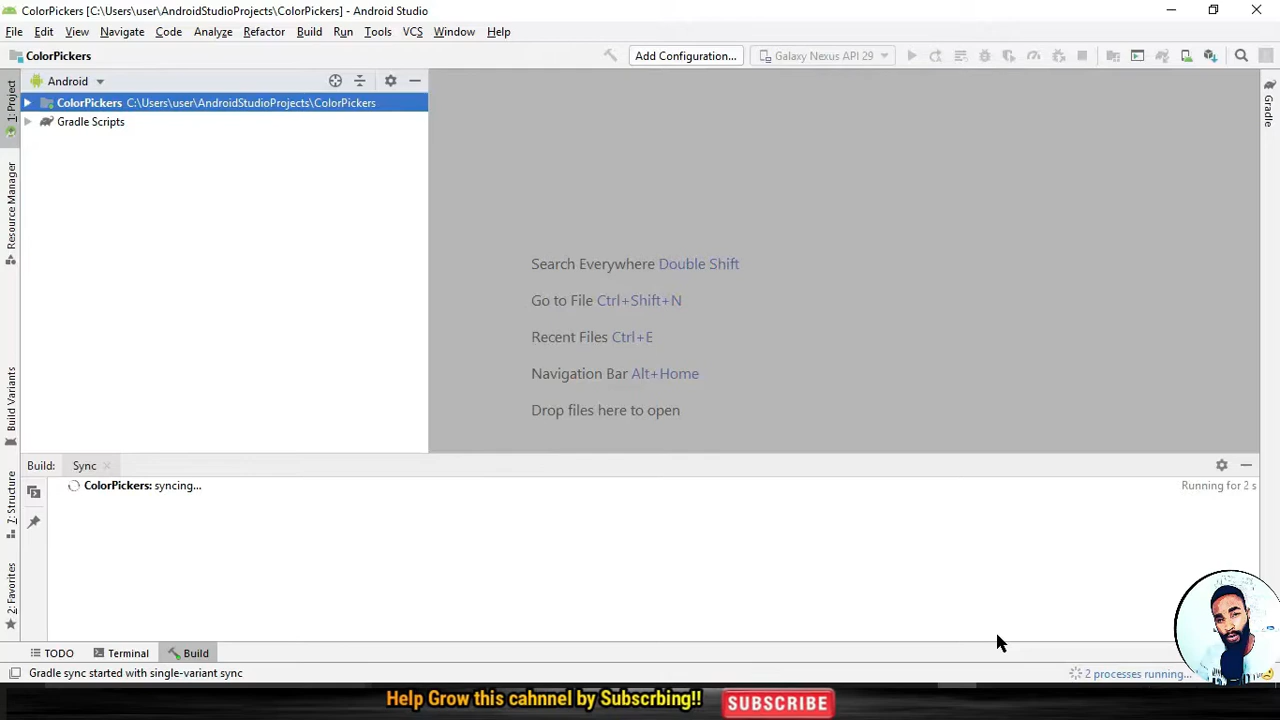 ColorPickers [C:\Users\user\AndroidStudioProjects\ColorPickers] - Android Studio
File Edit View Navigate Code Analyze Refactor Build Run Tools VCS Window Help
ColorPickers Add Configuration... Galaxy Nexus API 29
Android
ColorPickers C:\Users\user\AndroidStudioProjects\ColorPickers
Gradle Scripts
1: Project
Resource Manager
Build Variants
7: Structure
2: Favorites
Gradle
Search Everywhere Double Shift
Go to File Ctrl+Shift+N
Recent Files Ctrl+E
Navigation Bar Alt+Home
Drop files here to open
Build: Sync
ColorPickers: syncing... Running for 2 s
TODO Terminal Build
Gradle sync started with single-variant sync 2 processes running...
Help Grow this cahnnel by Subscrbing!! SUBSCRIBE